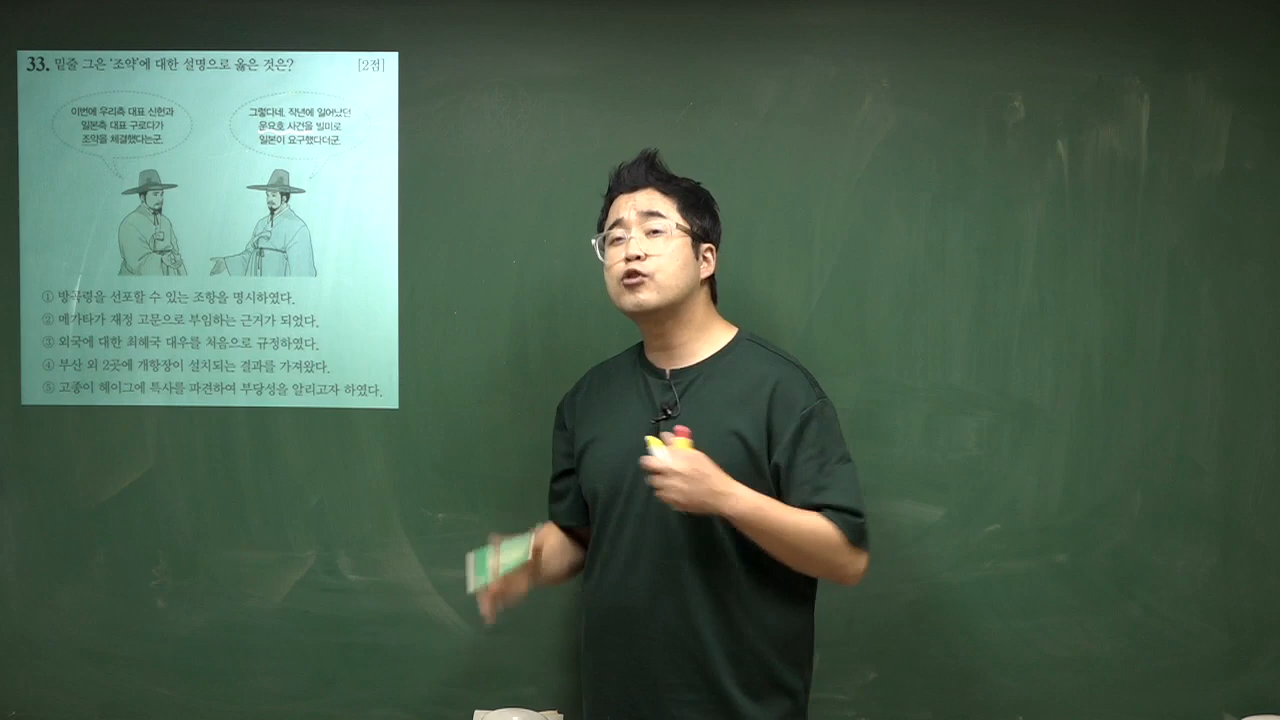 33. 밑줄 그은 '조약'에 대한 설명으로 옳은 것은? [2점]
이번에 우리측 대표 신헌과
일본측 대표 구로다가
조약을 체결했다는군.
그렇다네. 작년에 일어났던
운요호 사건을 빌미로
일본이 요구했다더군.
① 방곡령을 선포할 수 있는 조항을 명시하였다.
② 메가타가 재정 고문으로 부임하는 근거가 되었다.
③ 외국에 대한 최혜국 대우를 처음으로 규정하였다.
④ 부산 외 2곳에 개항장이 설치되는 결과를 가져왔다.
⑤ 고종이 헤이그에 특사를 파견하여 부당성을 알리고자 하였다.